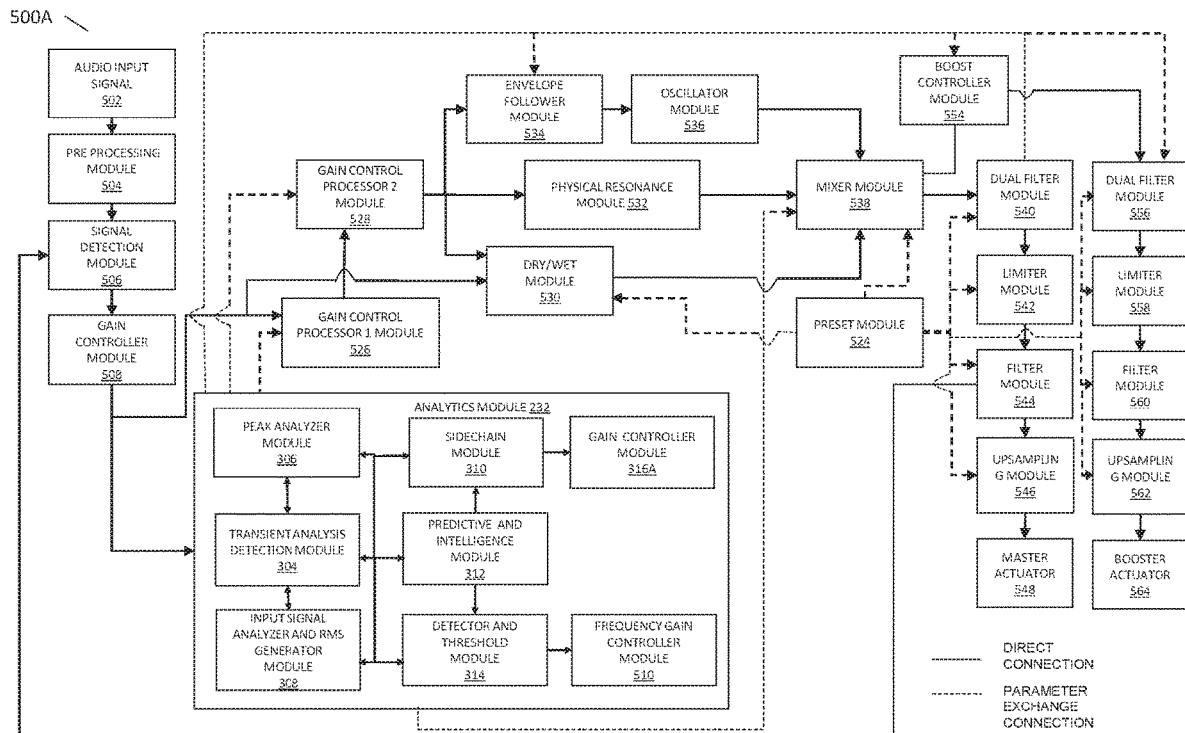 500A
AUDIO INPUT
SIGNAL
502
PRE PROCESSING
MODULE
504
SIGNAL
DETECTION
MODULE
506
GAIN
CONTROLLER
MODULE
508
GAIN CONTROL
PROCESSOR 2
MODULE
528
GAIN CONTROL
PROCESSOR 1 MODULE
526
ENVELOPE
FOLLOWER
MODULE
534
OSCILLATOR
MODULE
536
PHYSICAL RESONANCE
MODULE 532
DRY/WET
MODULE
530
MIXER MODULE
538
PRESET MODULE
524
BOOST
CONTROLLER
MODULE
554
DUAL FILTER
MODULE
540
LIMITER
MODULE
542
FILTER
MODULE
544
UPSAMPLIN
G MODULE
546
MASTER
ACTUATOR
548
DUAL FILTER
MODULE
556
LIMITER
MODULE
558
FILTER
MODULE
560
UPSAMPLIN
G MODULE
562
BOOSTER
ACTUATOR
564
ANALYTICS MODULE 232
PEAK ANALYZER
MODULE
306
TRANSIENT ANALYSIS
DETECTION MODULE
304
INPUT SIGNAL
ANALYZER AND RMS
GENERATOR
MODULE
308
SIDECHAIN
MODULE
310
PREDICTIVE AND
INTELLIGENCE
MODULE
312
DETECTOR AND
THRESHOLD
MODULE
314
GAIN CONTROLLER
MODULE
316A
FREQUENCY GAIN
CONTROLLER
MODULE
510
DIRECT
CONNECTION
PARAMETER
EXCHANGE
CONNECTION